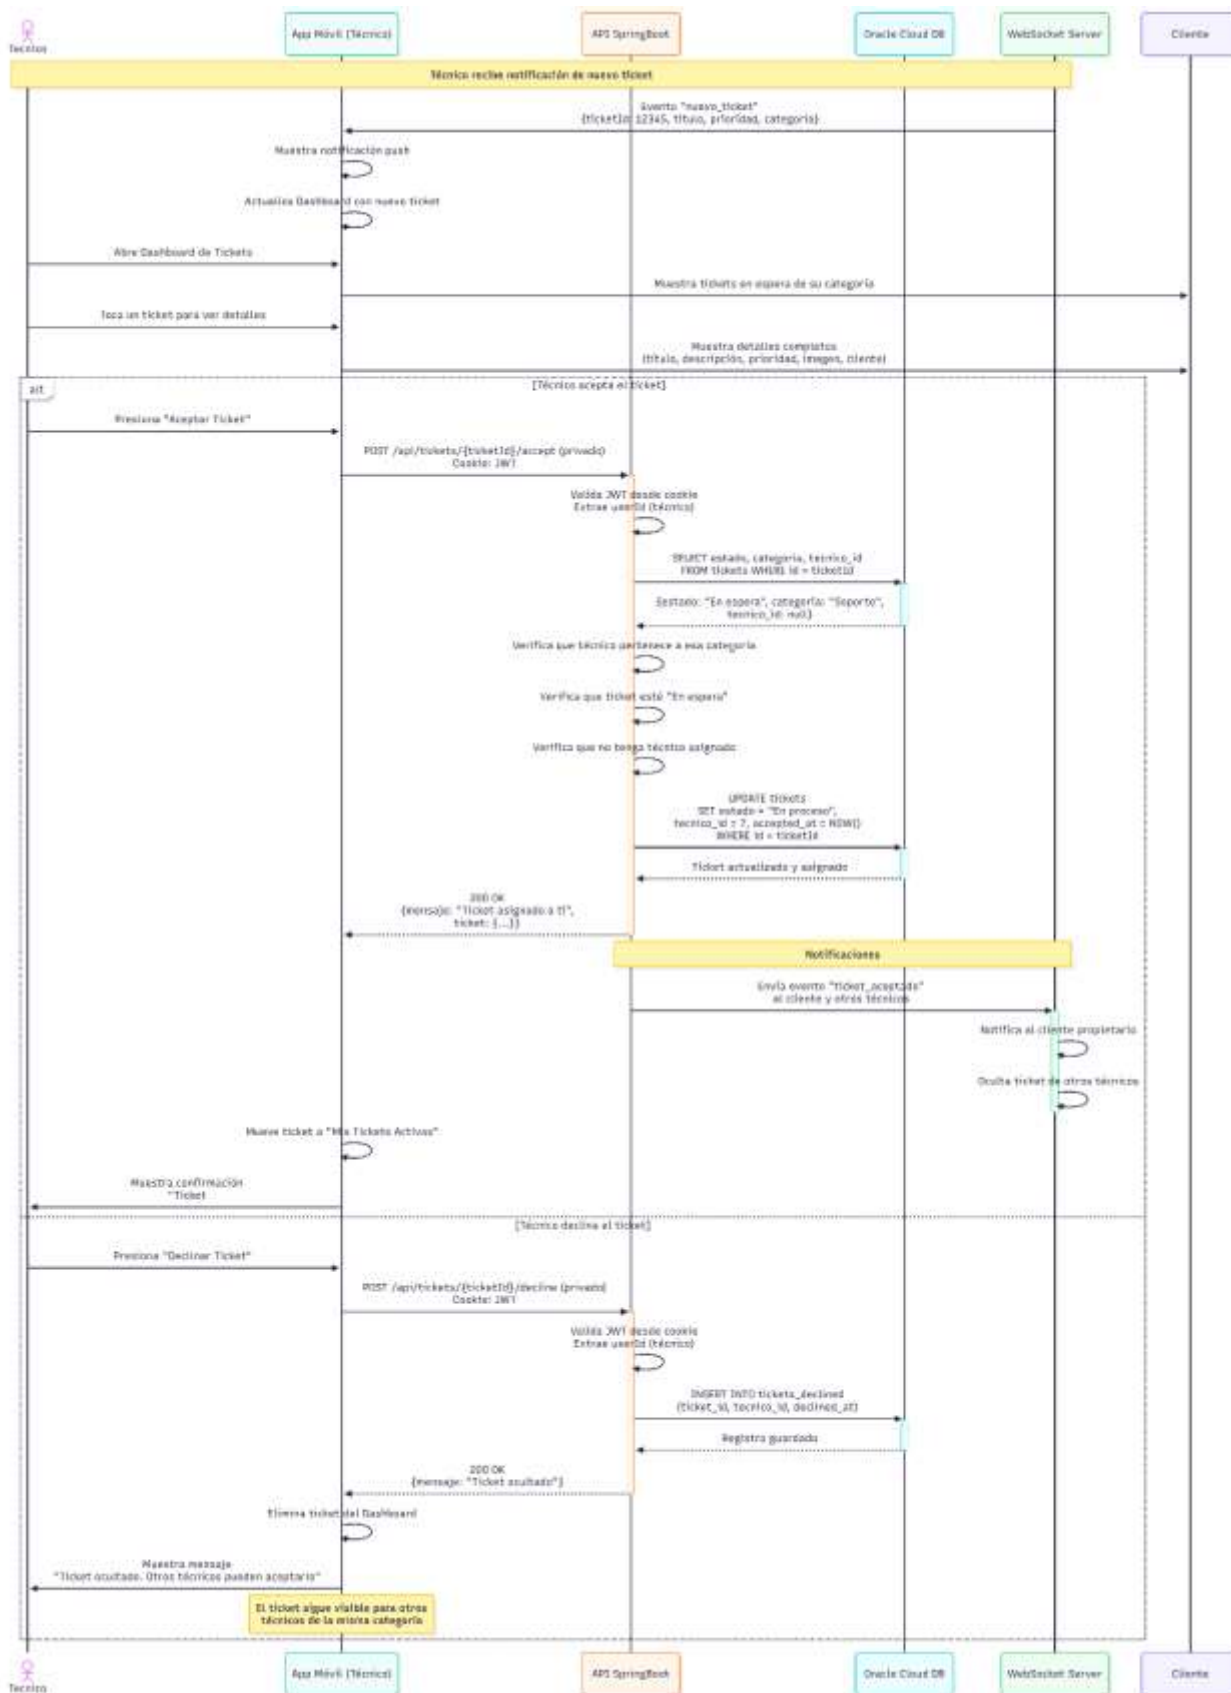 Tecnico
App Móvil (Técnico)
API SpringBoot
Oracle Cloud DB
WebSocket Server
Cliente
Técnico recibe notificación de nuevo ticket
Evento "nuevo_ticket"
{ticketId: 12345, título, prioridad, categoría}
Muestra notificación push
Actualiza Dashboard con nuevo ticket
Abre Dashboard de Tickets
Muestra tickets en espera de su categoría
Toca un ticket para ver detalles
Muestra detalles completos
(título, descripción, prioridad, imagen, cliente)
alt
[Técnico acepta el ticket]
Presiona "Aceptar Ticket"
POST /api/tickets/{ticketId}/accept (privado)
Cookie: JWT
Valida JWT desde cookie
Extrae userId (técnico)
SELECT estado, categoria, tecnico_id
FROM tickets WHERE id = ticketId
{estado: "En espera", categoría: "Soporte",
tecnico_id: null}
Verifica que técnico pertenece a esa categoría
Verifica que ticket esté "En espera"
Verifica que no tenga técnico asignado
UPDATE tickets
SET estado = "En proceso",
tecnico_id = 7, accepted_at = NOW()
WHERE id = ticketId
Ticket actualizado y asignado
200 OK
{mensaje: "Ticket asignado a ti",
ticket: {...}}
Notificaciones
Envía evento "ticket_aceptado"
al cliente y otros técnicos
Notifica al cliente propietario
Oculta ticket de otros técnicos
Mueve ticket a "Mis Tickets Activos"
Muestra confirmación
"Ticket
[Técnico declina el ticket]
Presiona "Declinar Ticket"
POST /api/tickets/{ticketId}/decline (privado)
Cookie: JWT
Valida JWT desde cookie
Extrae userId (técnico)
INSERT INTO tickets_declined
(ticket_id, tecnico_id, declined_at)
Registro guardado
200 OK
{mensaje: "Ticket ocultado"}
Elimina ticket del Dashboard
Muestra mensaje
"Ticket ocultado. Otros técnicos pueden aceptarlo"
El ticket sigue visible para otros
técnicos de la misma categoría
Tecnico
App Móvil (Técnico)
API SpringBoot
Oracle Cloud DB
WebSocket Server
Cliente